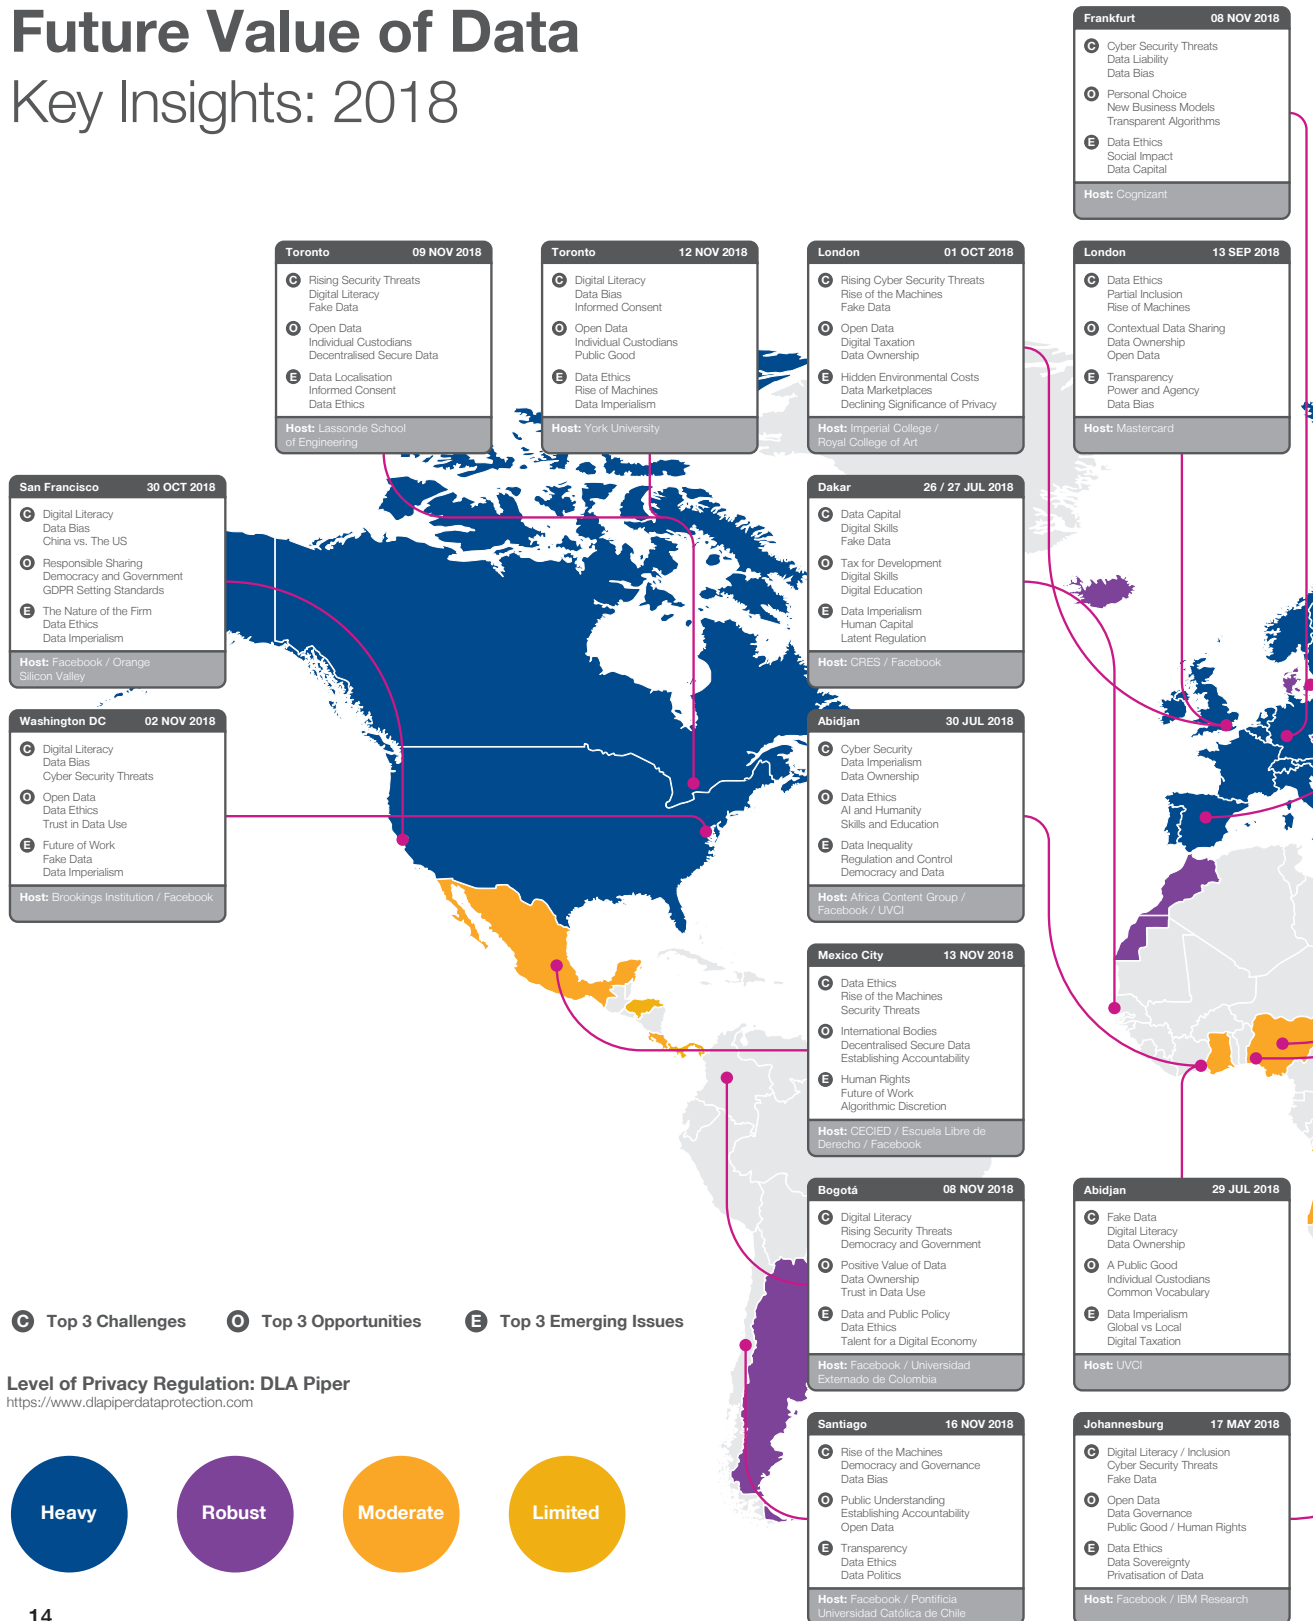 Future Value of Data
Key Insights: 2018
Frankfurt 08 NOV 2018
C Cyber Security Threats
Data Liability
Data Bias
O Personal Choice
New Business Models
Transparent Algorithms
E Data Ethics
Social Impact
Data Capital
Host: Cognizant
Toronto 09 NOV 2018
C Rising Security Threats
Digital Literacy
Fake Data
O Open Data
Individual Custodians
Decentralised Secure Data
E Data Localisation
Informed Consent
Data Ethics
Host: Lassonde School
of Engineering
Toronto 12 NOV 2018
C Digital Literacy
Data Bias
Informed Consent
O Open Data
Individual Custodians
Public Good
E Data Ethics
Rise of Machines
Data Imperialism
Host: York University
London 01 OCT 2018
C Rising Cyber Security Threats
Rise of the Machines
Fake Data
O Open Data
Digital Taxation
Data Ownership
E Hidden Environmental Costs
Data Marketplaces
Declining Significance of Privacy
Host: Imperial College /
Royal College of Art
London 13 SEP 2018
C Data Ethics
Partial Inclusion
Rise of Machines
O Contextual Data Sharing
Data Ownership
Open Data
E Transparency
Power and Agency
Data Bias
Host: Mastercard
San Francisco 30 OCT 2018
C Digital Literacy
Data Bias
China vs. The US
O Responsible Sharing
Democracy and Government
GDPR Setting Standards
E The Nature of the Firm
Data Ethics
Data Imperialism
Host: Facebook / Orange
Silicon Valley
Dakar 26 / 27 JUL 2018
C Data Capital
Digital Skills
Fake Data
O Tax for Development
Digital Skills
Digital Education
E Data Imperialism
Human Capital
Latent Regulation
Host: CRES / Facebook
Washington DC 02 NOV 2018
C Digital Literacy
Data Bias
Cyber Security Threats
O Open Data
Data Ethics
Trust in Data Use
E Future of Work
Fake Data
Data Imperialism
Host: Brookings Institution / Facebook
Abidjan 30 JUL 2018
C Cyber Security
Data Imperialism
Data Ownership
O Data Ethics
AI and Humanity
Skills and Education
E Data Inequality
Regulation and Control
Democracy and Data
Host: Africa Content Group /
Facebook / UVCI
Mexico City 13 NOV 2018
C Data Ethics
Rise of the Machines
Security Threats
O International Bodies
Decentralised Secure Data
Establishing Accountability
E Human Rights
Future of Work
Algorithmic Discretion
Host: CECIED / Escuela Libre de
Derecho / Facebook
Bogotá 08 NOV 2018
C Digital Literacy
Rising Security Threats
Democracy and Government
O Positive Value of Data
Data Ownership
Trust in Data Use
E Data and Public Policy
Data Ethics
Talent for a Digital Economy
Host: Facebook / Universidad
Externado de Colombia
Abidjan 29 JUL 2018
C Fake Data
Digital Literacy
Data Ownership
O A Public Good
Individual Custodians
Common Vocabulary
E Data Imperialism
Global vs Local
Digital Taxation
Host: UVCI
C Top 3 Challenges O Top 3 Opportunities E Top 3 Emerging Issues
Level of Privacy Regulation: DLA Piper
https://www.dlapiperdataprotection.com
Heavy Robust Moderate Limited
Santiago 16 NOV 2018
C Rise of the Machines
Democracy and Governance
Data Bias
O Public Understanding
Establishing Accountability
Open Data
E Transparency
Data Ethics
Data Politics
Host: Facebook / Pontificia
Universidad Católica de Chile
Johannesburg 17 MAY 2018
C Digital Literacy / Inclusion
Cyber Security Threats
Fake Data
O Open Data
Data Governance
Public Good / Human Rights
E Data Ethics
Data Sovereignty
Privatisation of Data
Host: Facebook / IBM Research
14